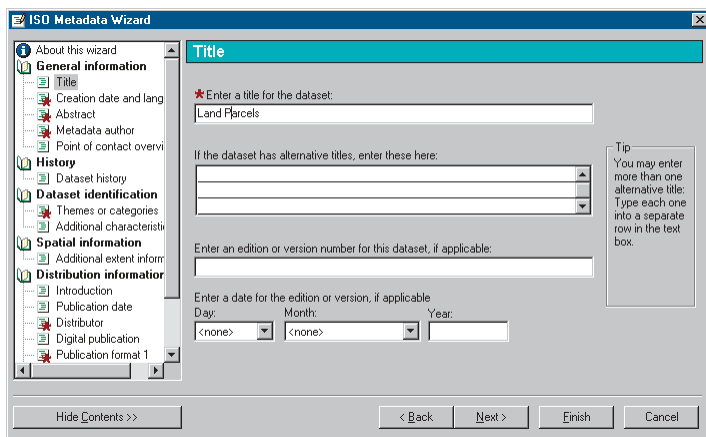 ISO Metadata Wizard
About this wizard
General information
Title
Creation date and lang
Abstract
Metadata author
Point of contact overvi
History
Dataset history
Dataset identification
Themes or categories
Additional characteristi
Spatial information
Additional extent inform
Distribution information
Introduction
Publication date
Distributor
Digital publication
Publication format 1
Title
Enter a title for the dataset:
Land Parcels
If the dataset has alternative titles, enter these here:
Enter an edition or version number for this dataset, if applicable:
Enter a date for the edition or version, if applicable
Day: Month: Year:
<none> <none>
Tip
You may enter
more than one
alternative title:
Type each one
into a separate
row in the text
box.
Hide Contents >> < Back Next > Finish Cancel